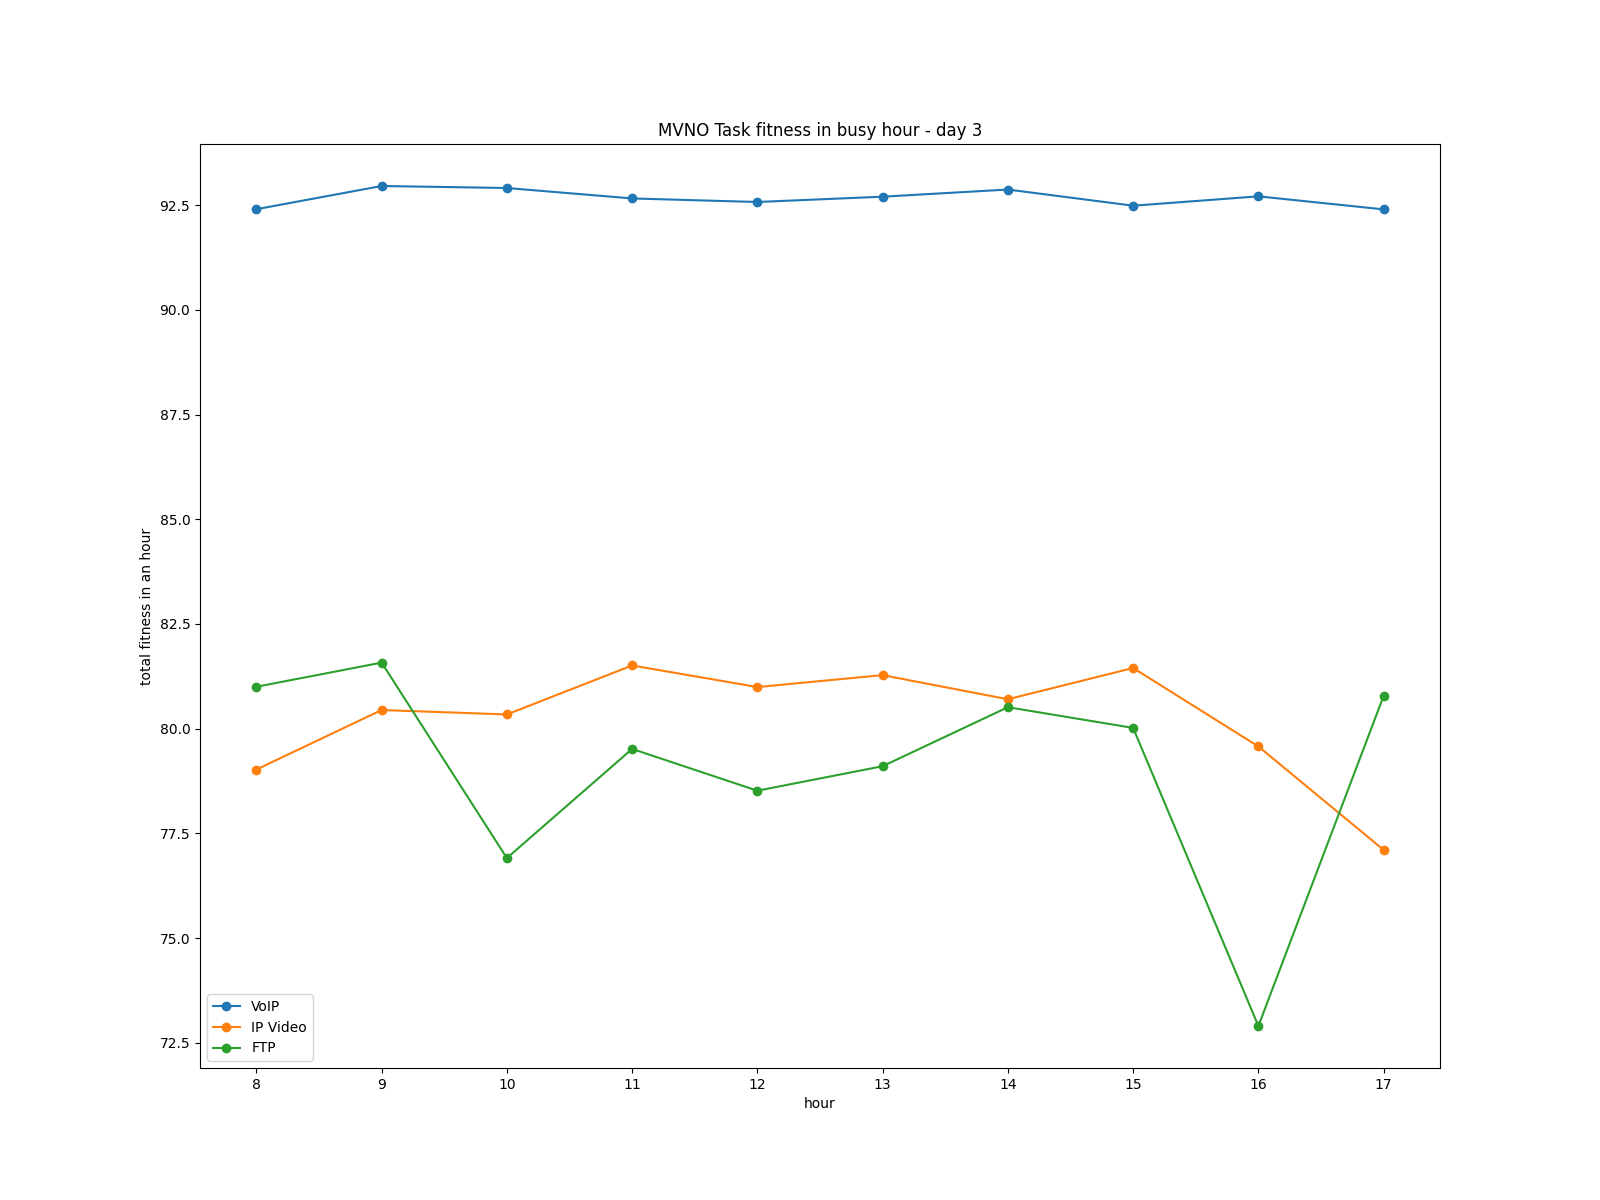 MVNO Task fitness in busy hour - day 3
total fitness in an hour
92.5
90.0
87.5
85.0
82.5
80.0
77.5
75.0
72.5
VoIP
IP Video
FTP
8 9 10 11 12 13 14 15 16 17
hour